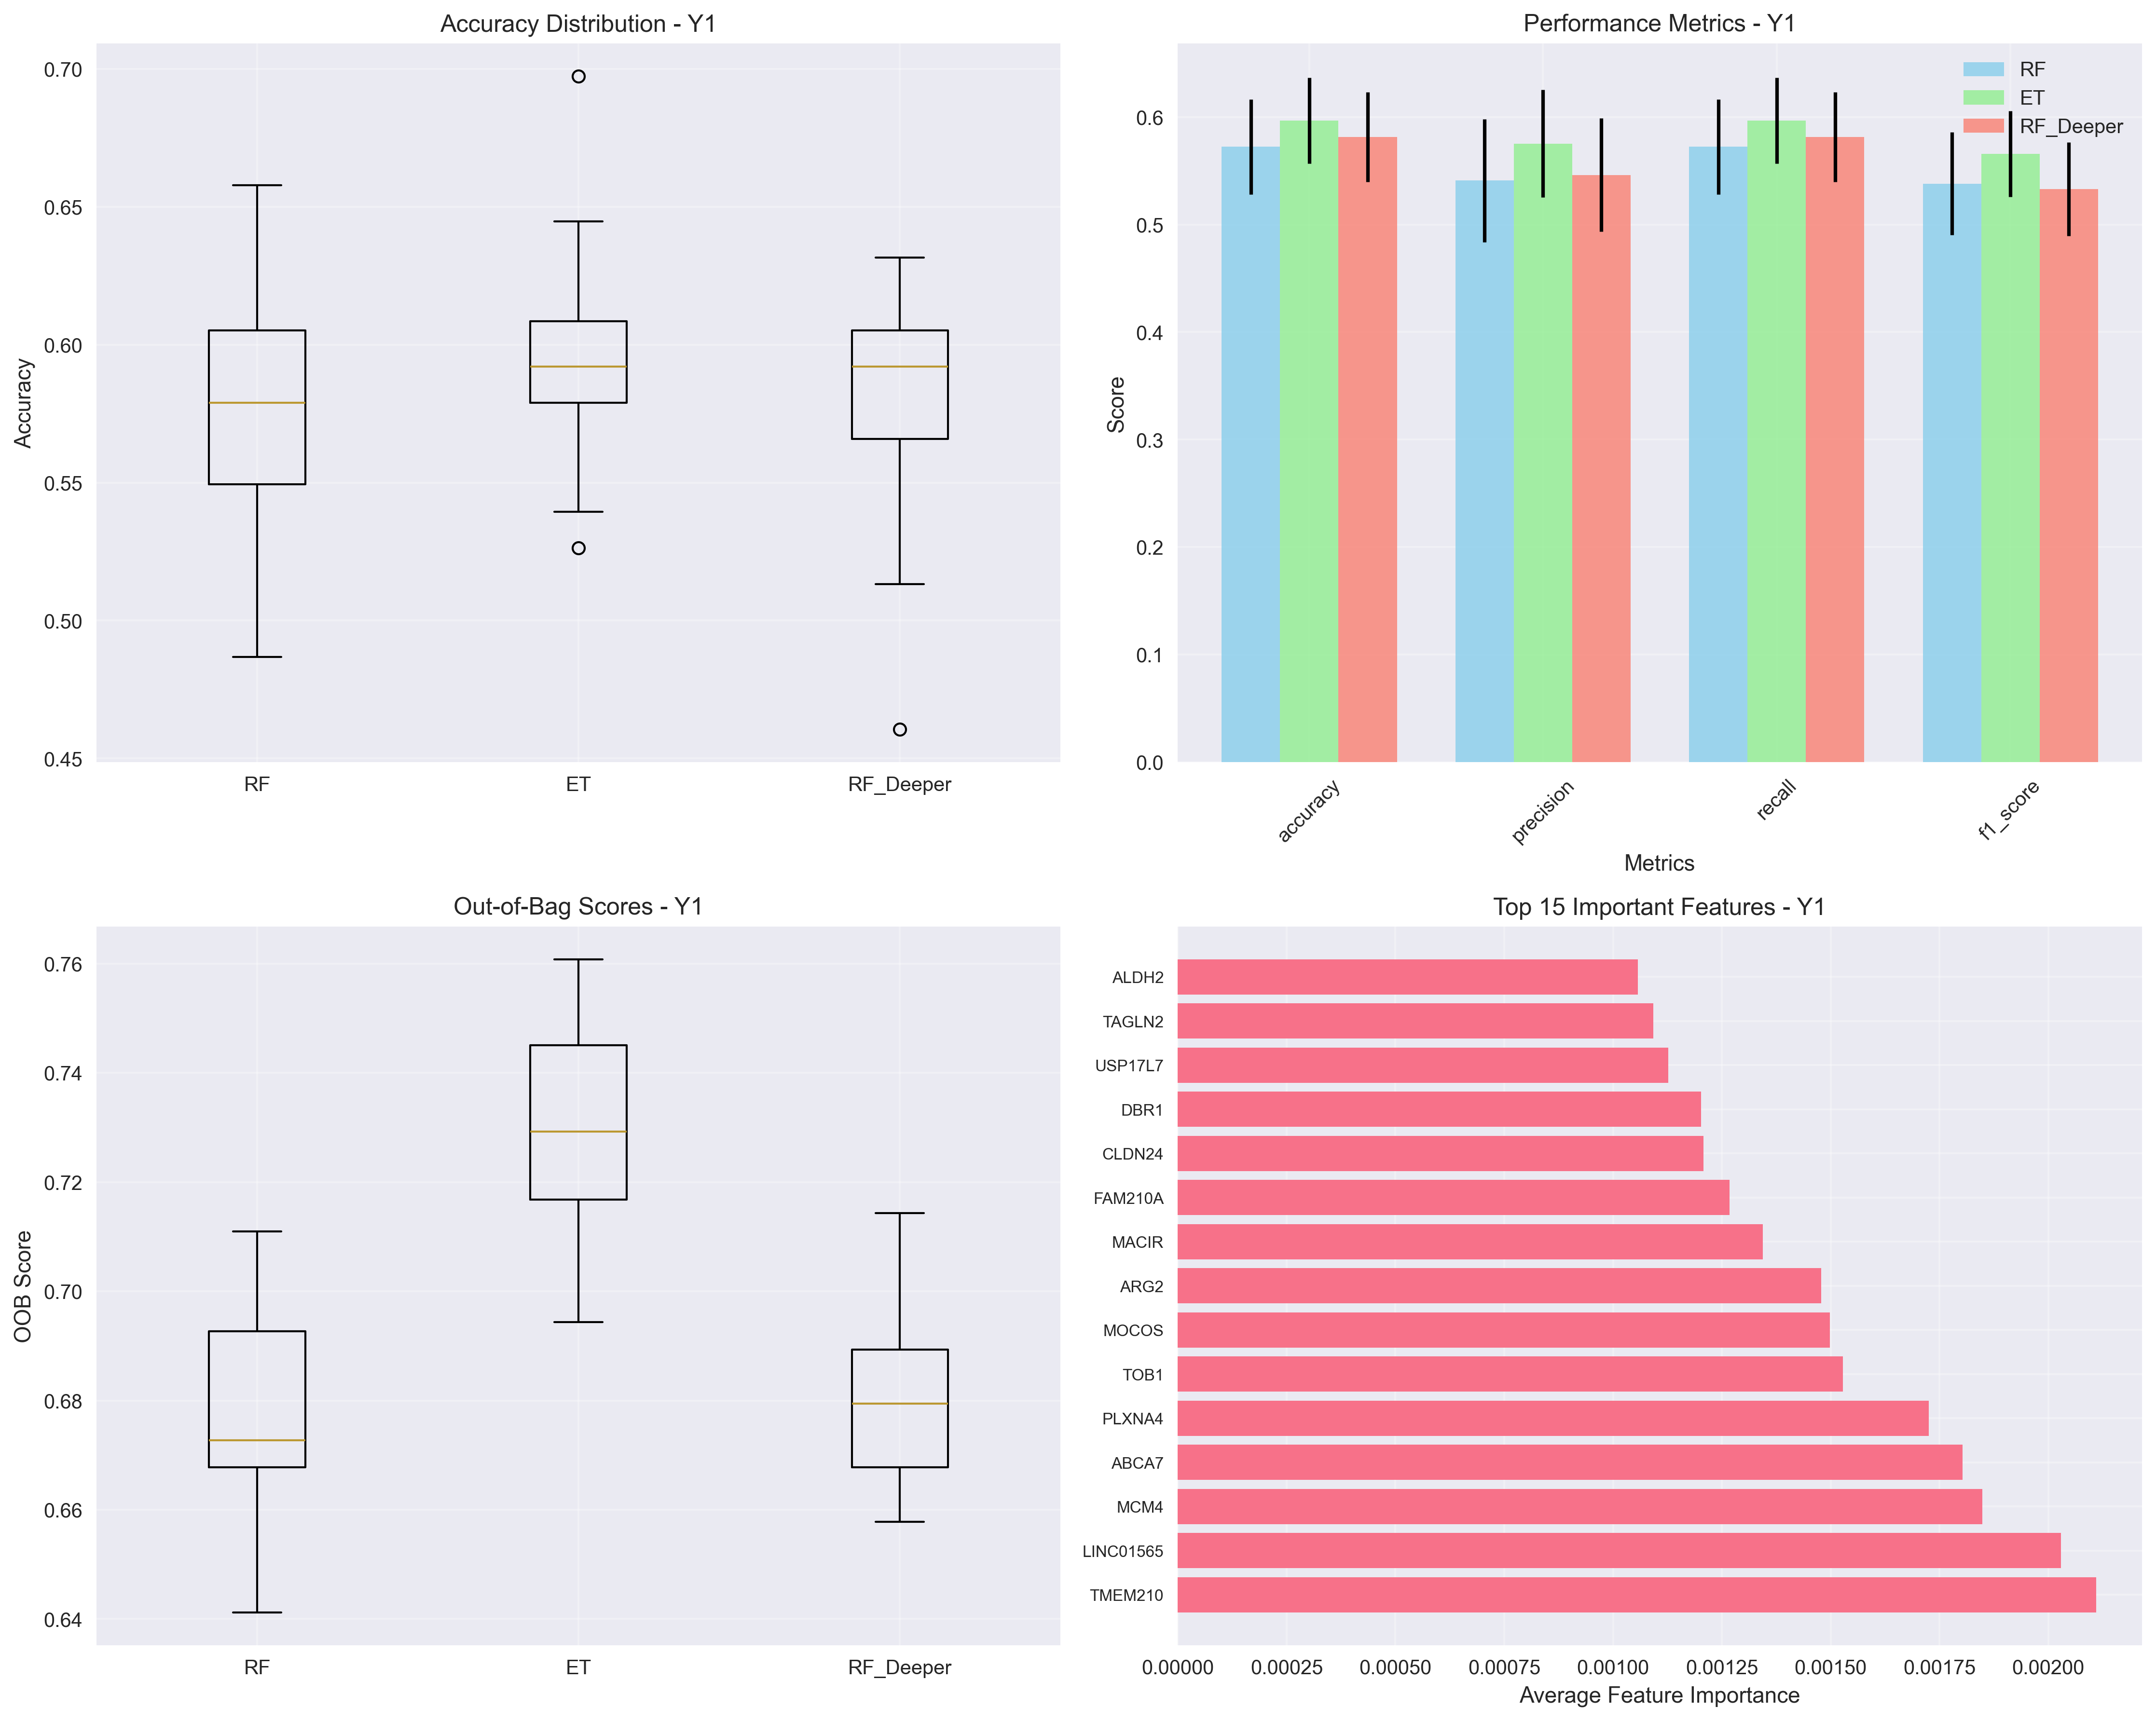 Accuracy Distribution - Y1
Accuracy
0.70
0.65
0.60
0.55
0.50
0.45
RF
ET
RF_Deeper
Performance Metrics - Y1
Score
0.6
0.5
0.4
0.3
0.2
0.1
0.0
RF
ET
RF_Deeper
accuracy
precision
recall
f1_score
Metrics
Out-of-Bag Scores - Y1
OOB Score
0.76
0.74
0.72
0.70
0.68
0.66
0.64
RF
ET
RF_Deeper
Top 15 Important Features - Y1
ALDH2
TAGLN2
USP17L7
DBR1
CLDN24
FAM210A
MACIR
ARG2
MOCOS
TOB1
PLXNA4
ABCA7
MCM4
LINC01565
TMEM210
0.00000 0.00025 0.00050 0.00075 0.00100 0.00125 0.00150 0.00175 0.00200
Average Feature Importance